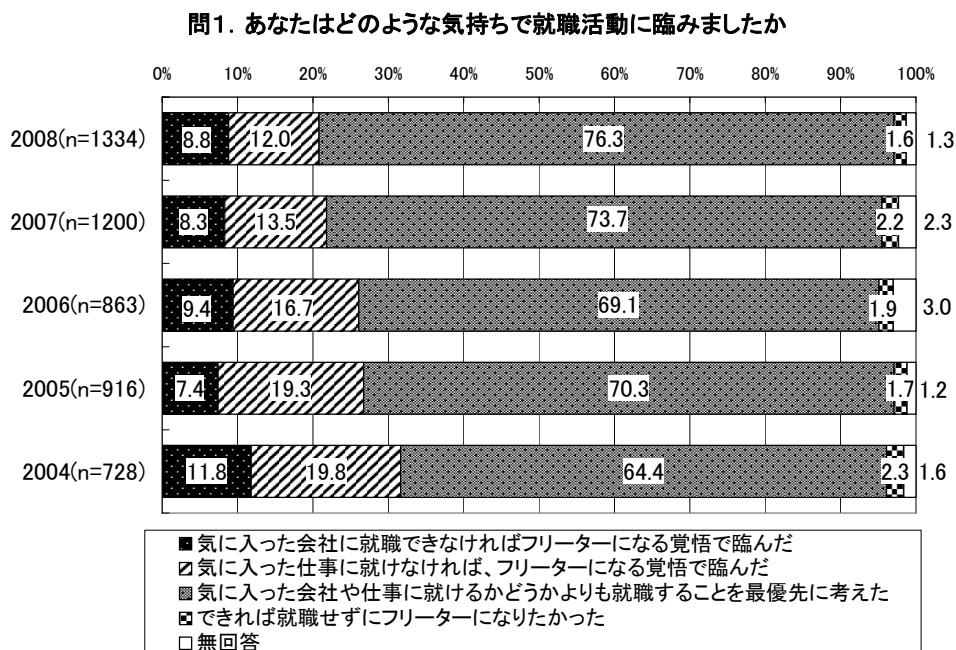 問1．あなたはどのような気持ちで就職活動に臨みましたか
0% 10% 20% 30% 40% 50% 60% 70% 80% 90% 100%
2008(n=1334) 8.8 12.0 76.3 1.6 1.3
2007(n=1200) 8.3 13.5 73.7 2.2 2.3
2006(n=863) 9.4 16.7 69.1 1.9 3.0
2005(n=916) 7.4 19.3 70.3 1.7 1.2
2004(n=728) 11.8 19.8 64.4 2.3 1.6
気に入った会社に就職できなければフリーターになる覚悟で臨んだ
気に入った仕事に就けなければ、フリーターになる覚悟で臨んだ
気に入った会社や仕事に就けるかどうかよりも就職することを最優先に考えた
できれば就職せずにフリーターになりたかった
無回答